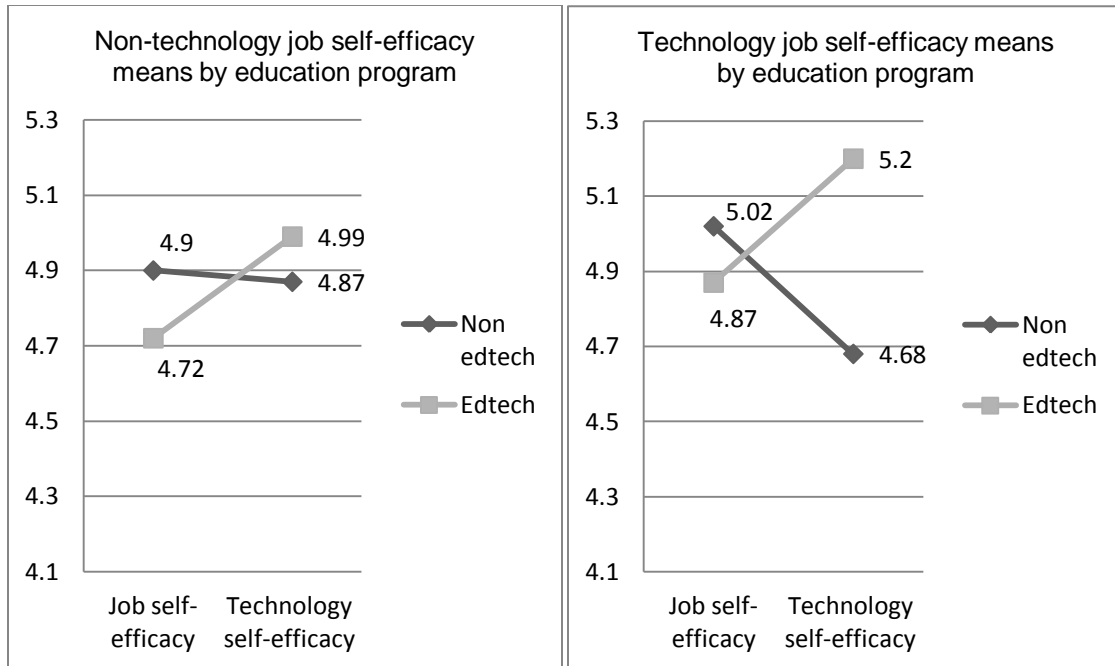 Non-technology job self-efficacy
means by education program
5.3
5.1
4.9
4.7
4.5
4.3
4.1
4.9
4.99
4.87
4.72
Non
edtech
Edtech
Job self-
efficacy
Technology
self-efficacy
Technology job self-efficacy means
by education program
5.3
5.1
4.9
4.7
4.5
4.3
4.1
5.02
5.2
4.87
4.68
Non
edtech
Edtech
Job self-
efficacy
Technology
self-efficacy